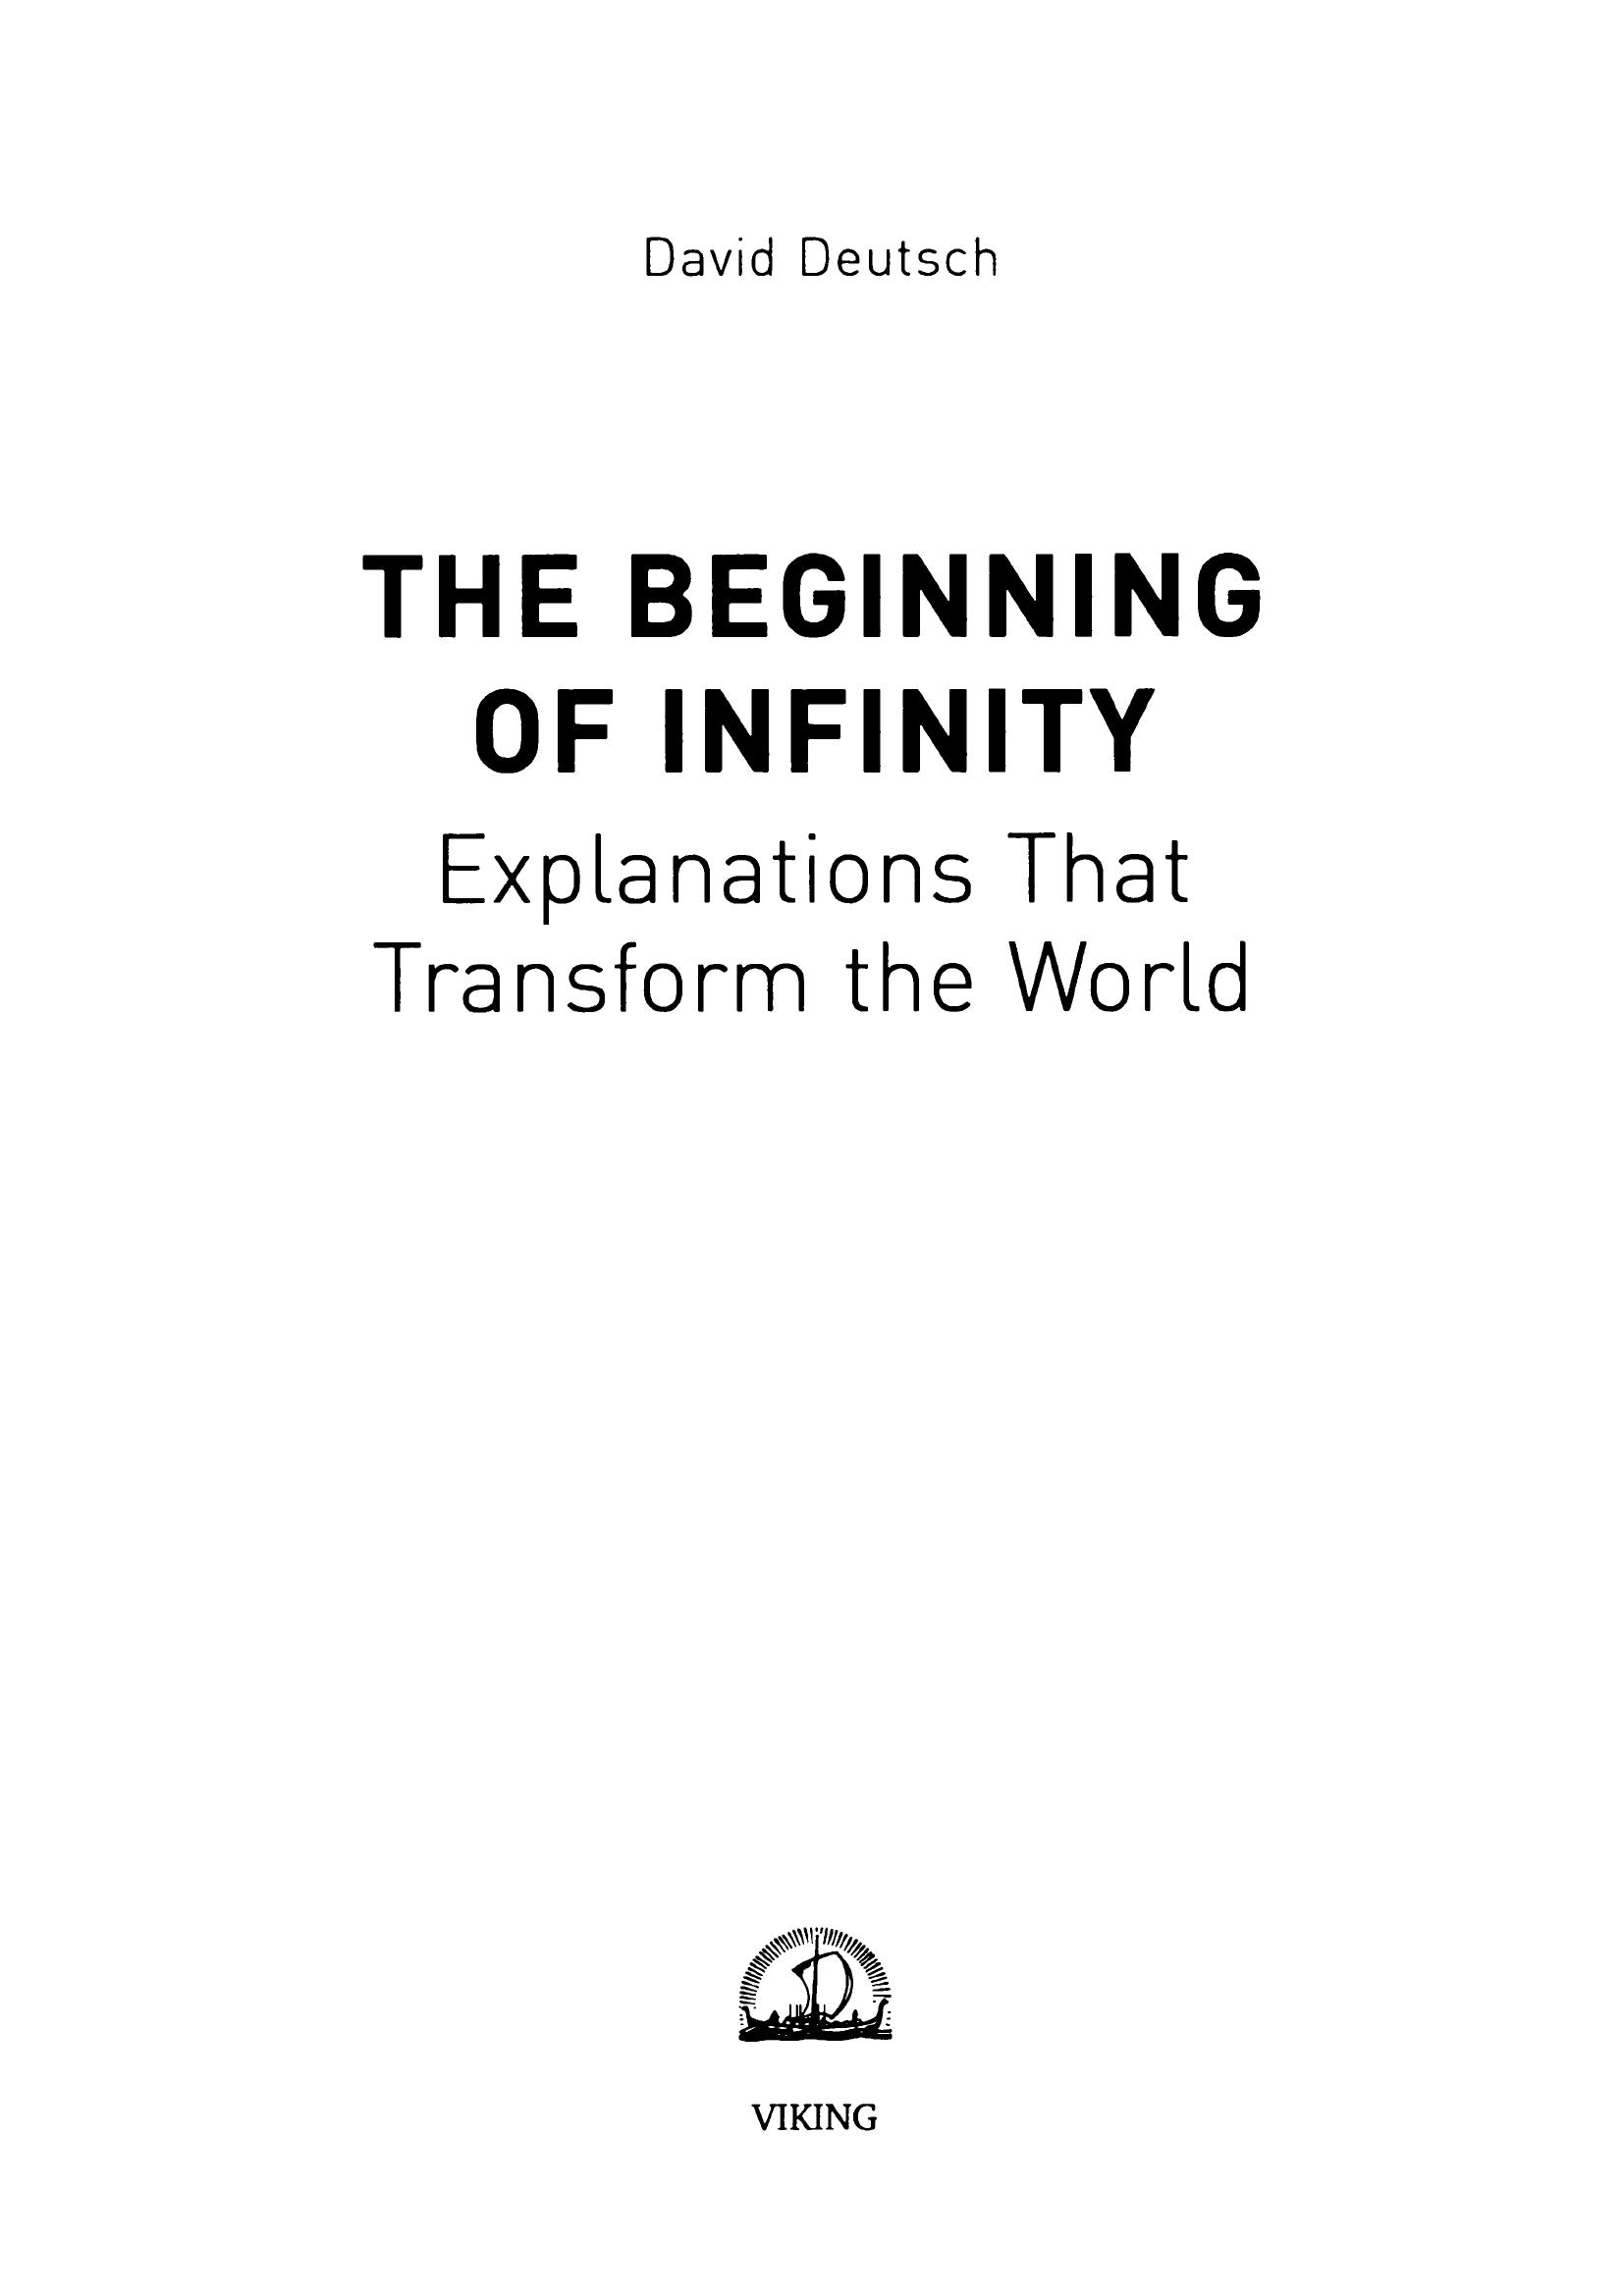 David Deutsch
THE BEGINNING
OF INFINITY
Explanations That
Transform the World
VIKING